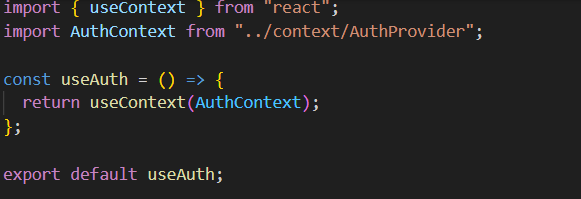 import { useContext } from "react";
import AuthContext from "../context/AuthProvider";
const useAuth = () => {
return useContext(AuthContext);
};
export default useAuth;